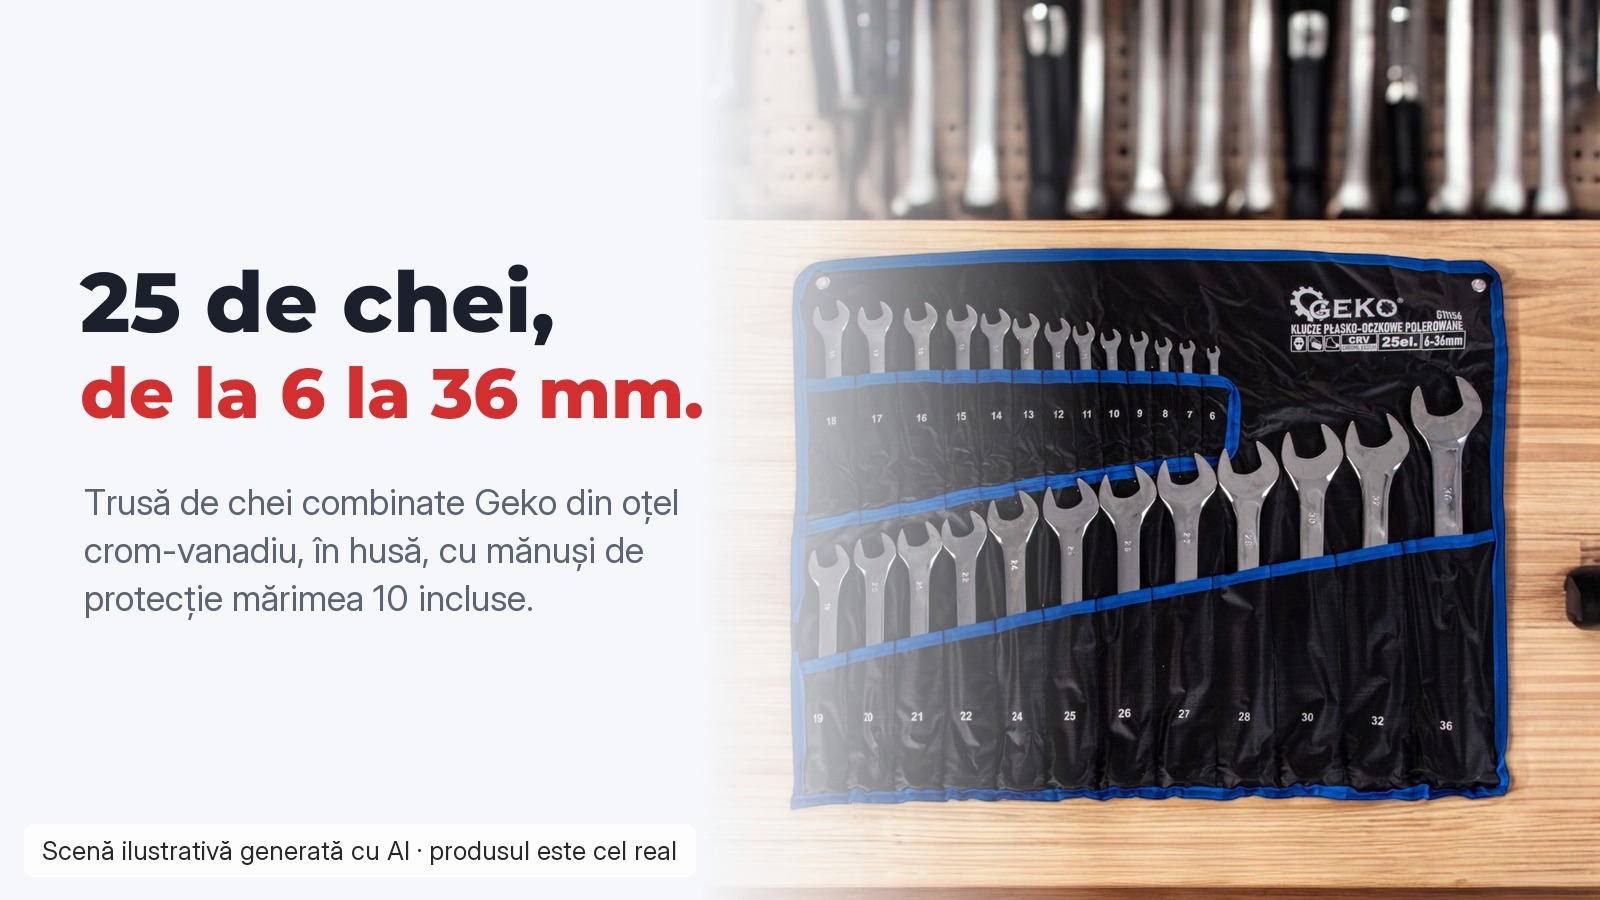 25 de chei,
de la 6 la 36 mm.
Trusă de chei combinate Geko din oțel
crom-vanadiu, în husă, cu mănuși de
protecție mărimea 10 incluse.
Scenă ilustrativă generată cu AI · produsul este cel real
GEKO®
G11156
KLUCZE PŁASKO-OCZKOWE POLEROWANE
CRV 25el. 6-36mm
18 17 16 15 14 13 12 11 10 9 8 7 6
19 20 21 22 24 25 26 27 28 30 32 36